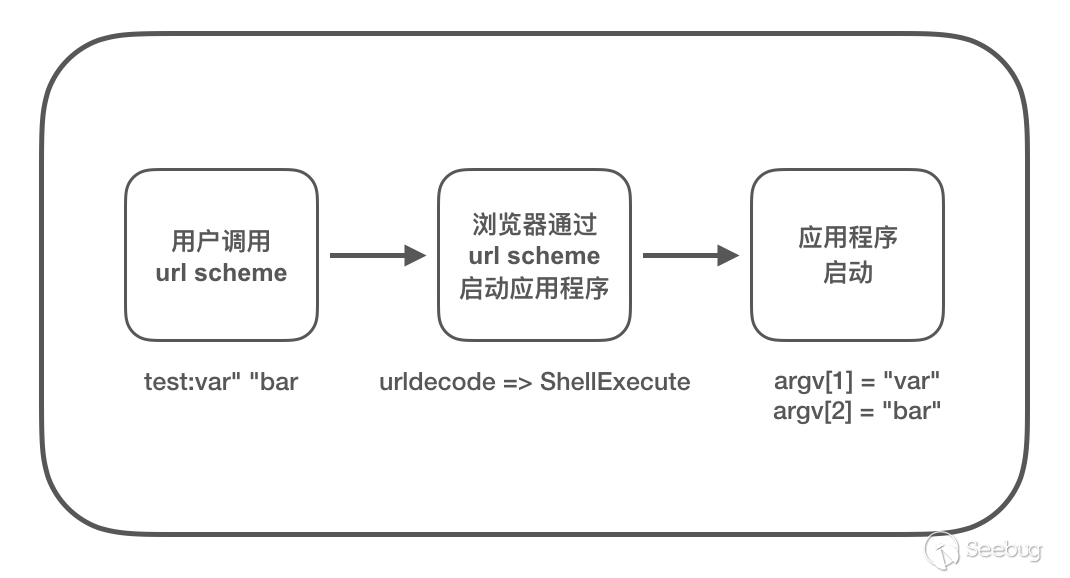 用户调用
url scheme
浏览器通过
url scheme
启动应用程序
应用程序
启动
test:var" "bar
urldecode => ShellExecute
argv[1] = "var"
argv[2] = "bar"
Seebug